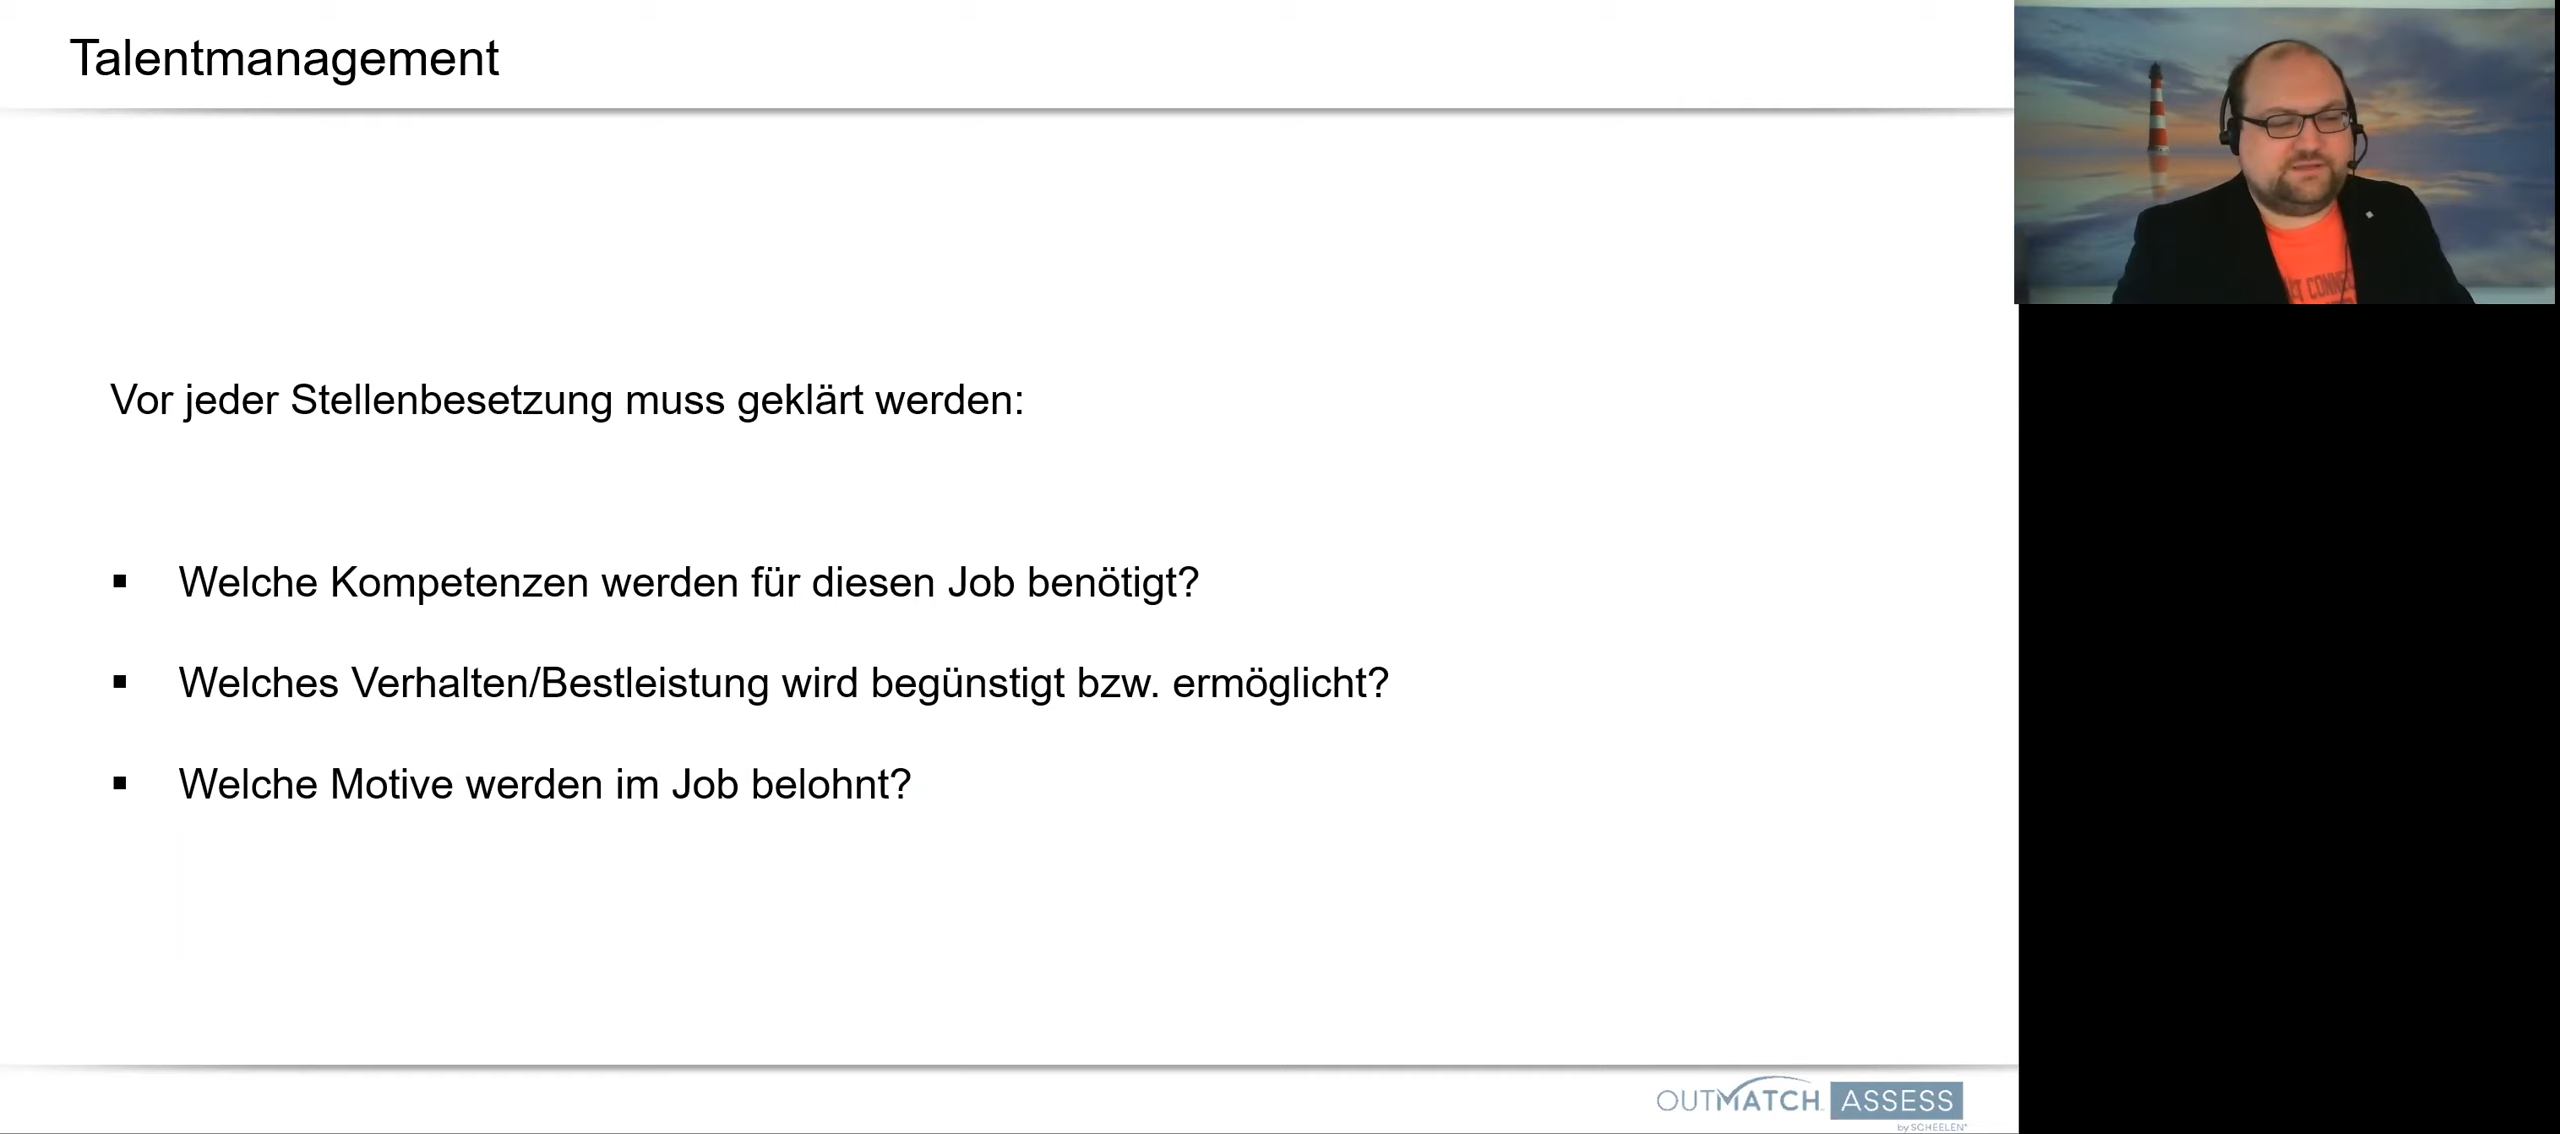 Talentmanagement
Vor jeder Stellenbesetzung muss geklärt werden:
▪ Welche Kompetenzen werden für diesen Job benötigt?
▪ Welches Verhalten/Bestleistung wird begünstigt bzw. ermöglicht?
▪ Welche Motive werden im Job belohnt?
OUTMATCH ASSESS
by SCHEELEN®